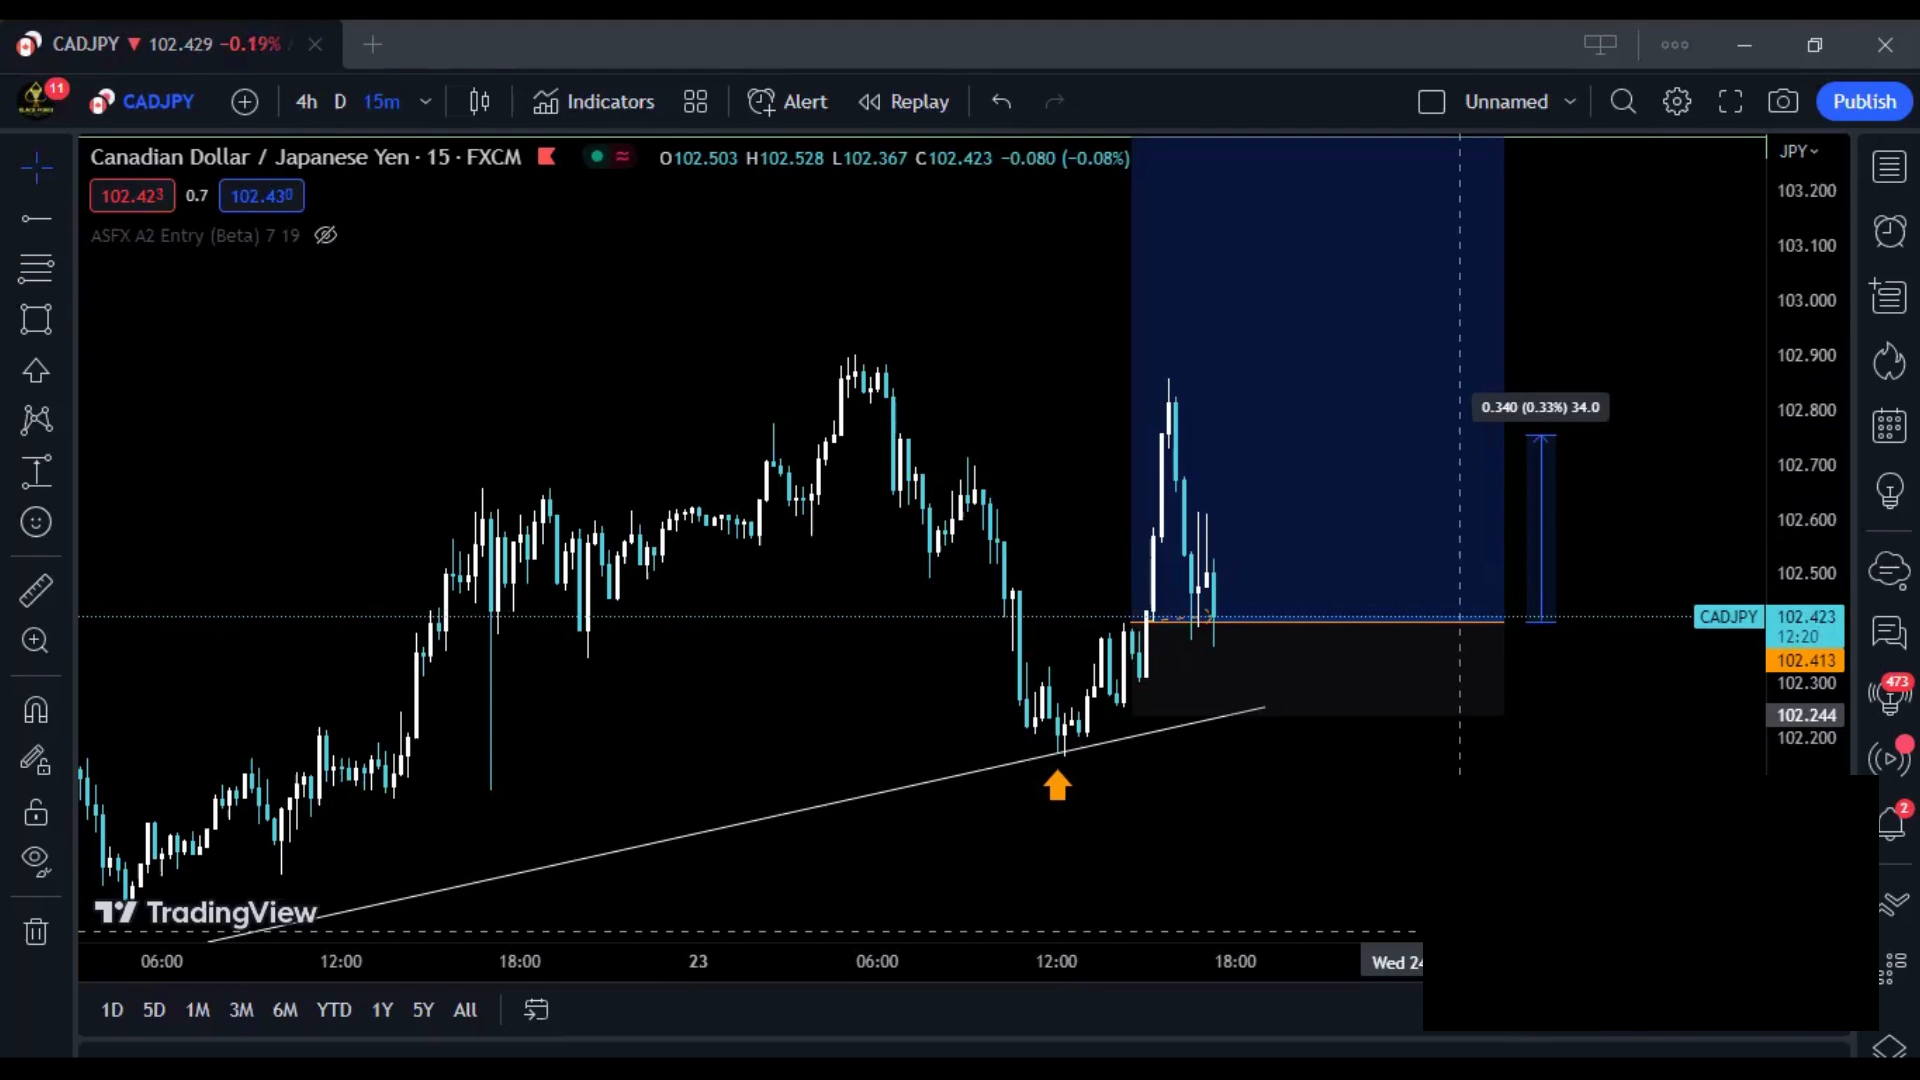 CADJPY ▼ 102.429 −0.19% /
11
CADJPY 4h D 15m Indicators Alert Replay Unnamed Publish
Canadian Dollar / Japanese Yen · 15 · FXCM O102.503 H102.528 L102.367 C102.423 −0.080 (−0.08%)
JPY
102.423 0.7 102.430
ASFX A2 Entry (Beta) 7 19
103.200
103.100
103.000
102.900
102.800
0.340 (0.33%) 34.0
102.700
102.600
102.500
CADJPY 102.423
12:20
102.413
102.300
102.244
102.200
473
2
TradingView
06:00 12:00 18:00 23 06:00 12:00 18:00 Wed 24
1D 5D 1M 3M 6M YTD 1Y 5Y All